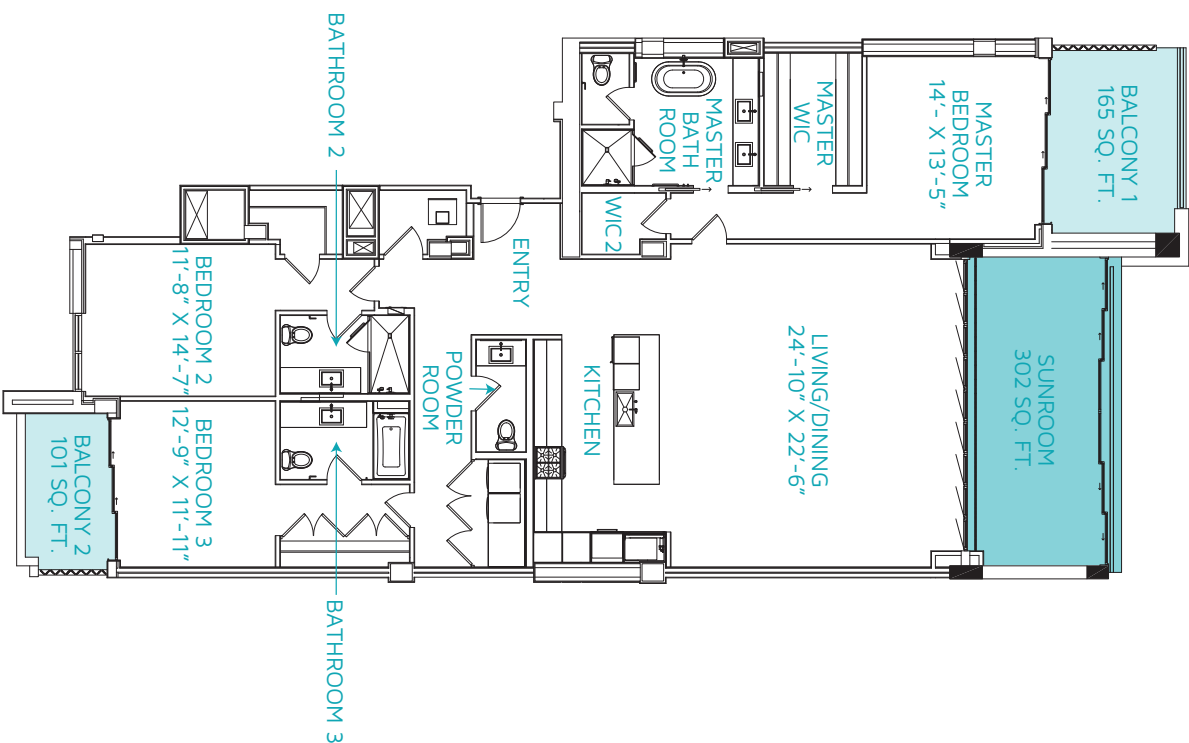 BATHROOM 2
BALCONY 1
165 SQ. FT.
MASTER
BEDROOM
14'- X 13'-5"
MASTER
WIC
MASTER
BATH
ROOM
WIC 2
ENTRY
BEDROOM 2
11'-8" X 14'-7"
SUNROOM
302 SQ. FT.
LIVING/DINING
24'-10" X 22'-6"
KITCHEN
POWDER
ROOM
BEDROOM 3
12'-9" X 11'-11"
BALCONY 2
101 SQ. FT.
BATHROOM 3